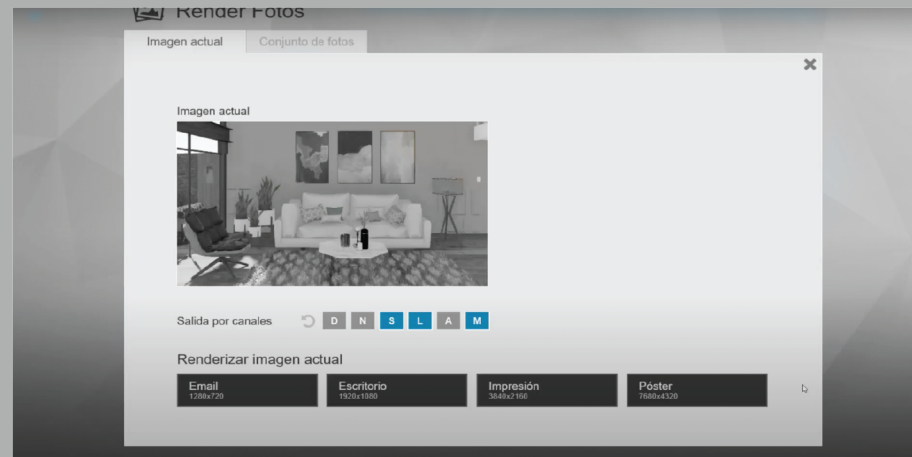 Render Fotos
Imagen actual
Conjunto de fotos
Imagen actual
Salida por canales
D N S L A M
Renderizar imagen actual
Email
1280x720
Escritorio
1920x1080
Impresión
3840x2160
Póster
7680x4320